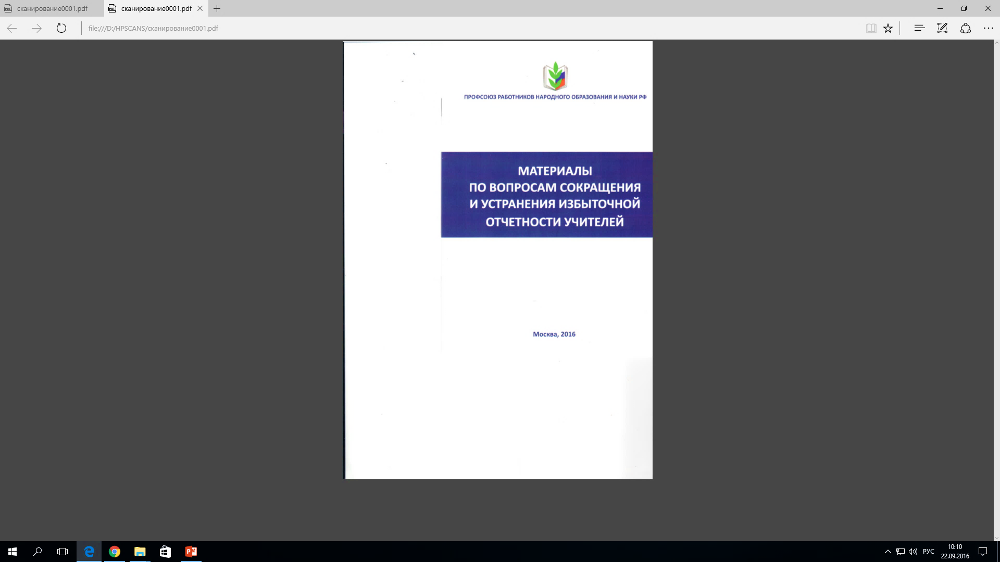 сканирование0001.pdf
сканирование0001.pdf
file:///D:/HPSCANS/сканирование0001.pdf
ПРОФСОЮЗ РАБОТНИКОВ НАРОДНОГО ОБРАЗОВАНИЯ И НАУКИ РФ
МАТЕРИАЛЫ
ПО ВОПРОСАМ СОКРАЩЕНИЯ
И УСТРАНЕНИЯ ИЗБЫТОЧНОЙ
ОТЧЕТНОСТИ УЧИТЕЛЕЙ
Москва, 2016
РУС
10:10
22.09.2016